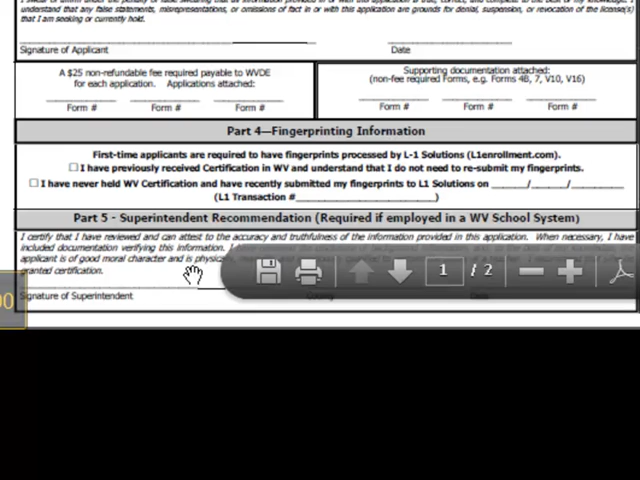 understand that any false statements, misrepresentations, or omissions of fact in or with this application are grounds for denial, suspension, or revocation of the license(s)
that I am seeking or currently hold.
Signature of Applicant
Date
A $25 non-refundable fee required payable to WVDE
for each application. Applications attached:
Form # Form # Form #
Supporting documentation attached:
(non-fee required Forms, e.g. Forms 4B, 7, V10, V16)
Form # Form # Form #
Part 4—Fingerprinting Information
First-time applicants are required to have fingerprints processed by L-1 Solutions (L1enrollment.com).
☐ I have previously received Certification in WV and understand that I do not need to re-submit my fingerprints.
☐ I have never held WV Certification and have recently submitted my fingerprints to L1 Solutions on ______/______/_________
(L1 Transaction #________________________)
Part 5 - Superintendent Recommendation (Required if employed in a WV School System)
I certify that I have reviewed and can attest to the accuracy and truthfulness of the information provided in this application. When necessary, I have
included documentation verifying this information.
applicant is of good moral character and is physically
granted certification.
00
1 / 2
Signature of Superintendent
County
Date